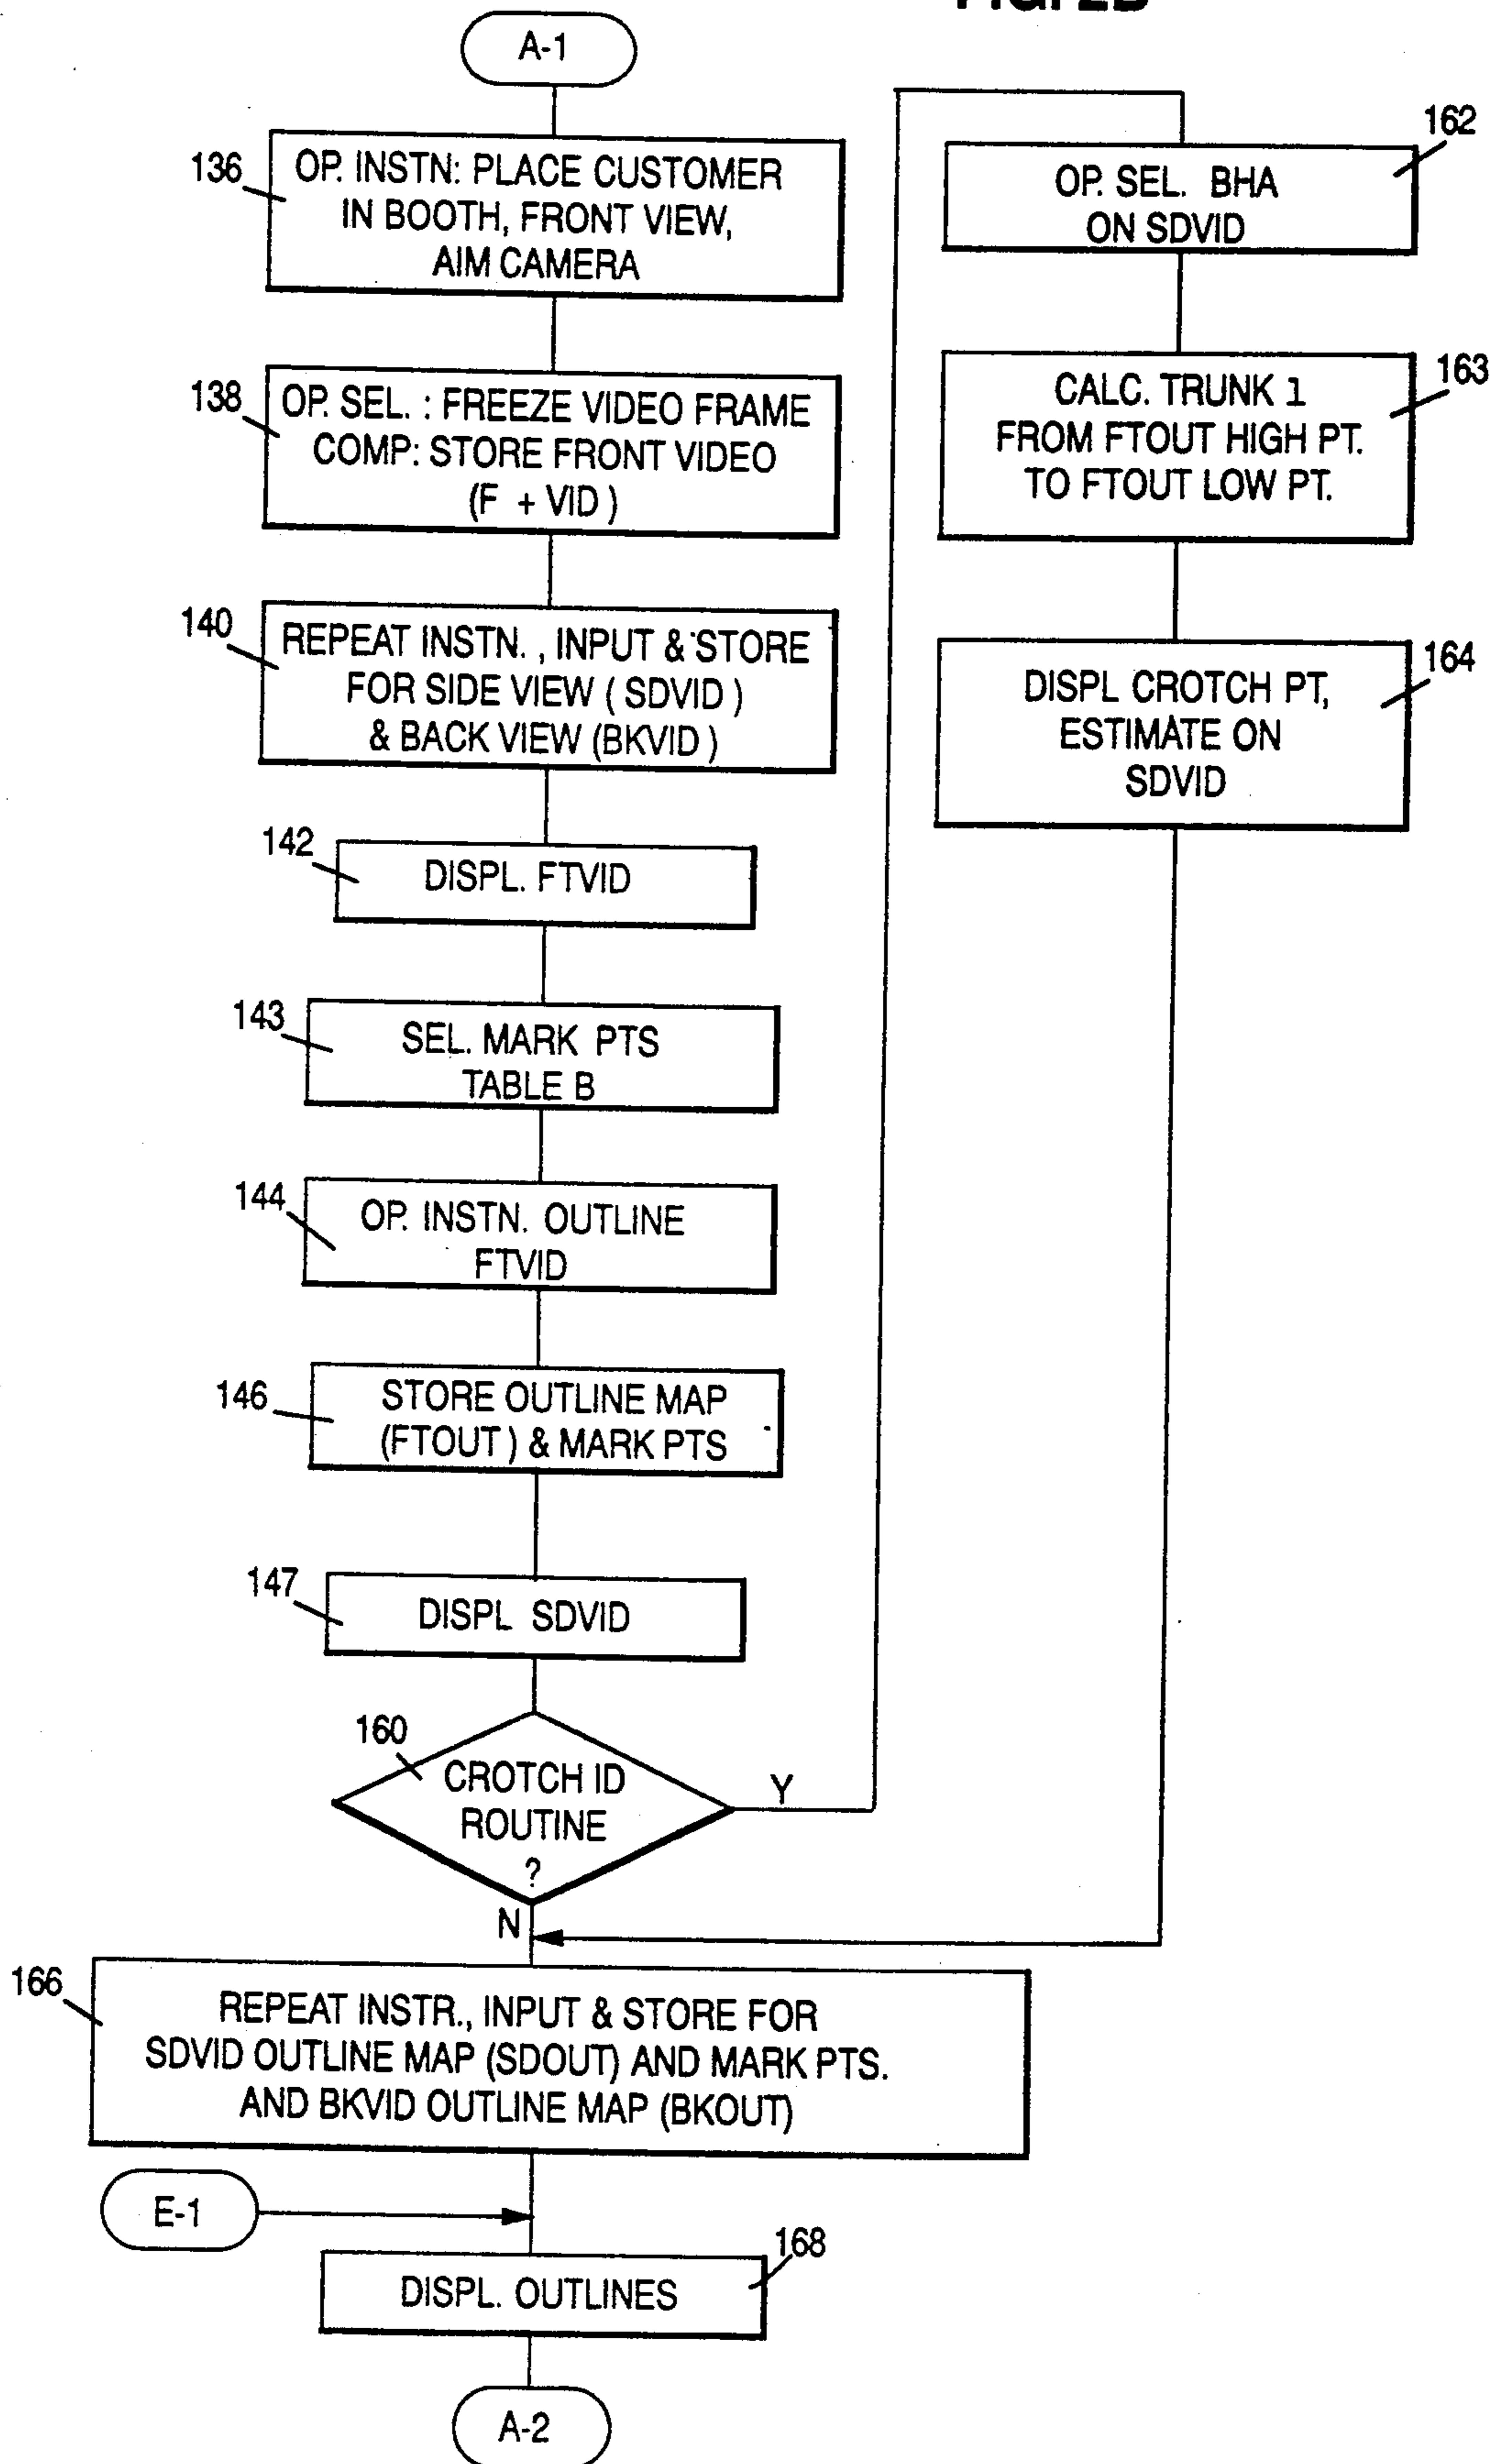 A-1
136
OP. INSTN: PLACE CUSTOMER
IN BOOTH, FRONT VIEW,
AIM CAMERA
138
OP. SEL. : FREEZE VIDEO FRAME
COMP: STORE FRONT VIDEO
(F + VID )
140
REPEAT INSTN. , INPUT & STORE
FOR SIDE VIEW ( SDVID )
& BACK VIEW (BKVID )
142
DISPL. FTVID
143
SEL. MARK PTS
TABLE B
144
OP. INSTN. OUTLINE
FTVID
146
STORE OUTLINE MAP
(FTOUT ) & MARK PTS
147
DISPL SDVID
160
CROTCH ID
ROUTINE
?
Y
N
162
OP. SEL. BHA
ON SDVID
163
CALC. TRUNK 1
FROM FTOUT HIGH PT.
TO FTOUT LOW PT.
164
DISPL CROTCH PT,
ESTIMATE ON
SDVID
166
REPEAT INSTR., INPUT & STORE FOR
SDVID OUTLINE MAP (SDOUT) AND MARK PTS.
AND BKVID OUTLINE MAP (BKOUT)
E-1
168
DISPL. OUTLINES
A-2